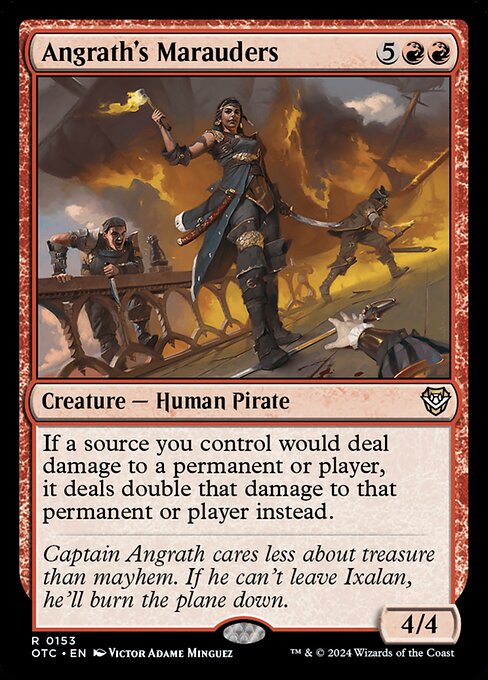 Angrath's Marauders 5
Creature — Human Pirate
If a source you control would deal
damage to a permanent or player,
it deals double that damage to that
permanent or player instead.
Captain Angrath cares less about treasure
than mayhem. If he can't leave Ixalan,
he'll burn the plane down.
4/4
R 0153
OTC • EN VICTOR ADAME MINGUEZ
™ & © 2024 Wizards of the Coast